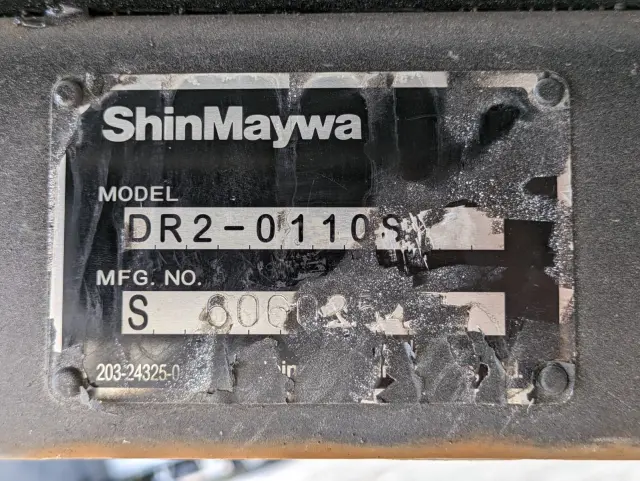 ShinMaywa
MODEL
DR2-0110S
MFG. NO.
S
203-24325-0